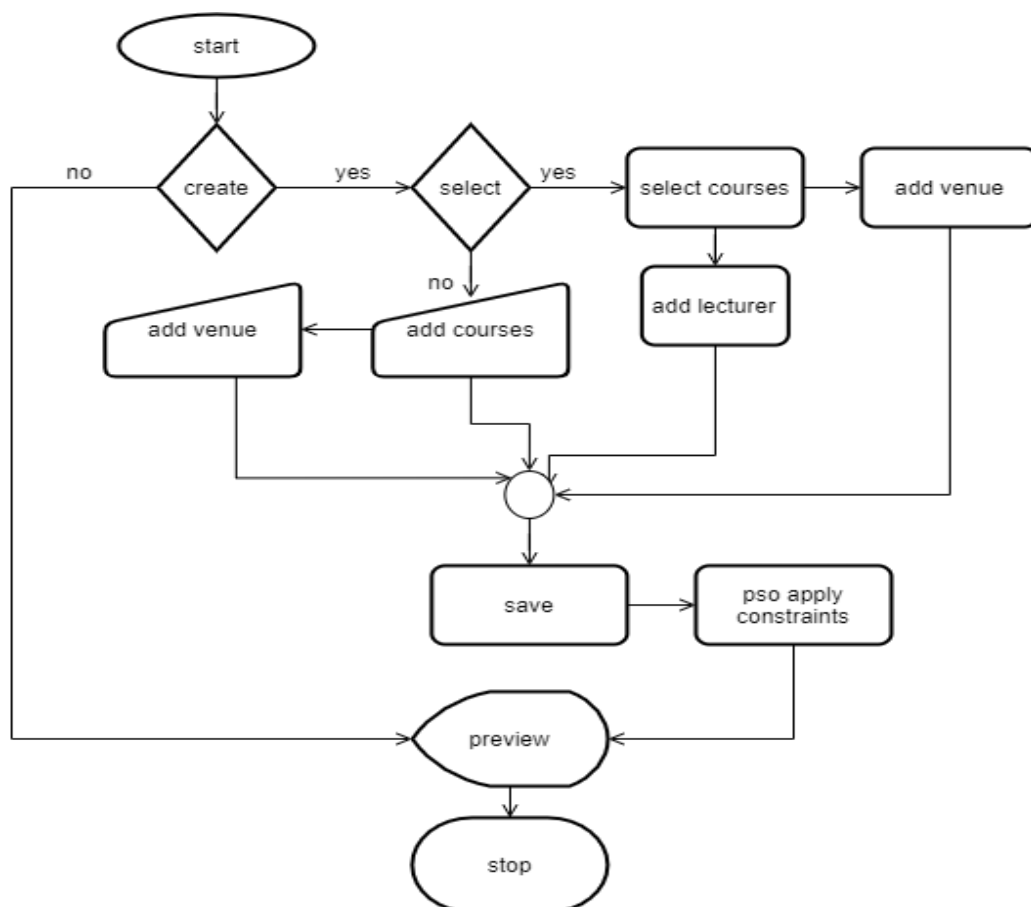 start
no
create
yes
select
yes
select courses
add venue
no
add venue
add courses
add lecturer
save
pso apply
constraints
preview
stop